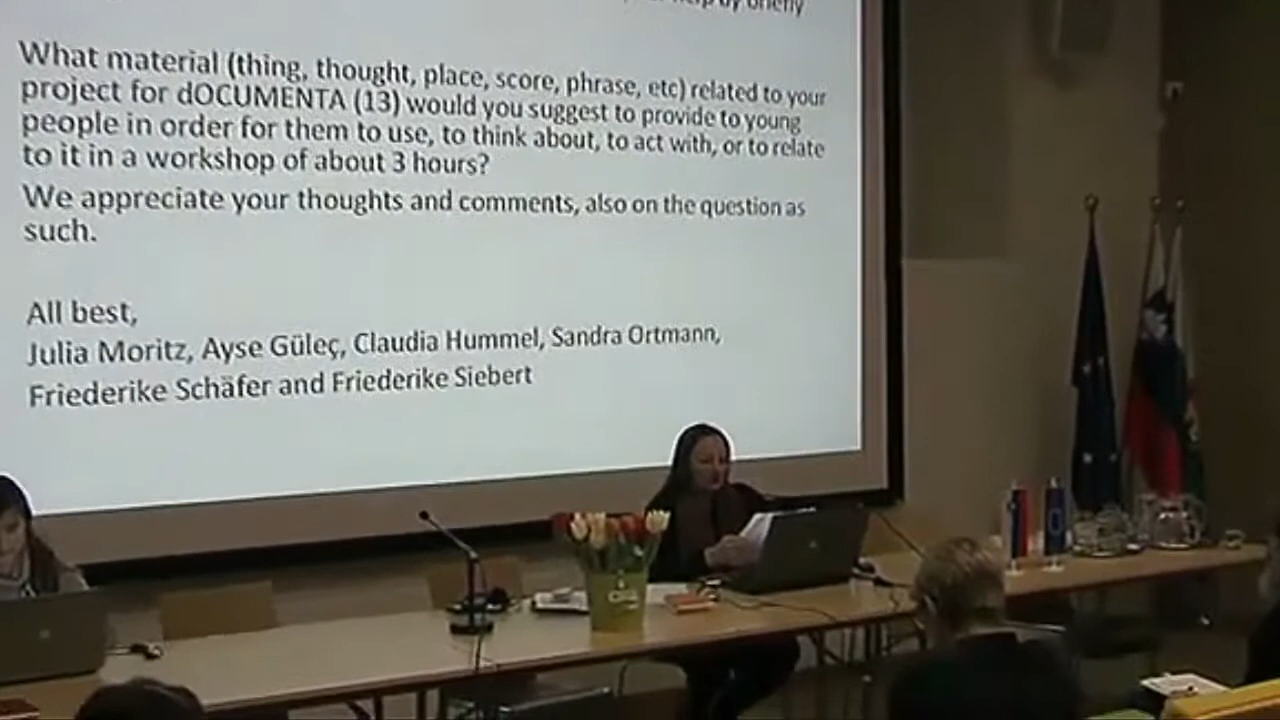 help by briefly
What material (thing, thought, place, score, phrase, etc) related to your
project for dOCUMENTA (13) would you suggest to provide to young
people in order for them to use, to think about, to act with, or to relate
to it in a workshop of about 3 hours?
We appreciate your thoughts and comments, also on the question as
such.
All best,
Julia Moritz, Ayse Güleç, Claudia Hummel, Sandra Ortmann,
Friederike Schäfer and Friederike Siebert